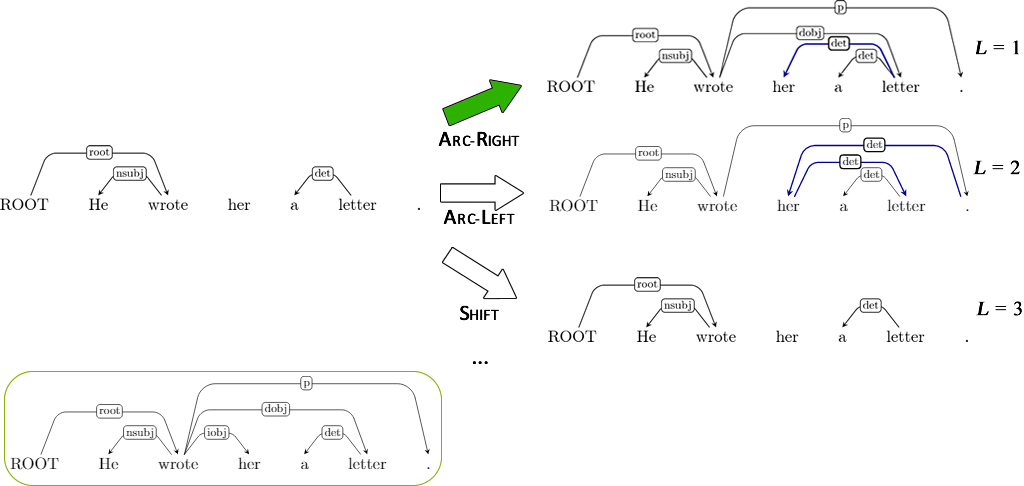 p
root
dobj
det
nsubj
det
L = 1
ROOT He wrote her a letter .
ARC-RIGHT
root
nsubj
det
ROOT He wrote her a letter .
p
root
det
det
nsubj
det
L = 2
ROOT He wrote her a letter .
ARC-LEFT
root
nsubj
det
L = 3
ROOT He wrote her a letter .
SHIFT
...
p
root
dobj
nsubj
iobj
det
ROOT He wrote her a letter .